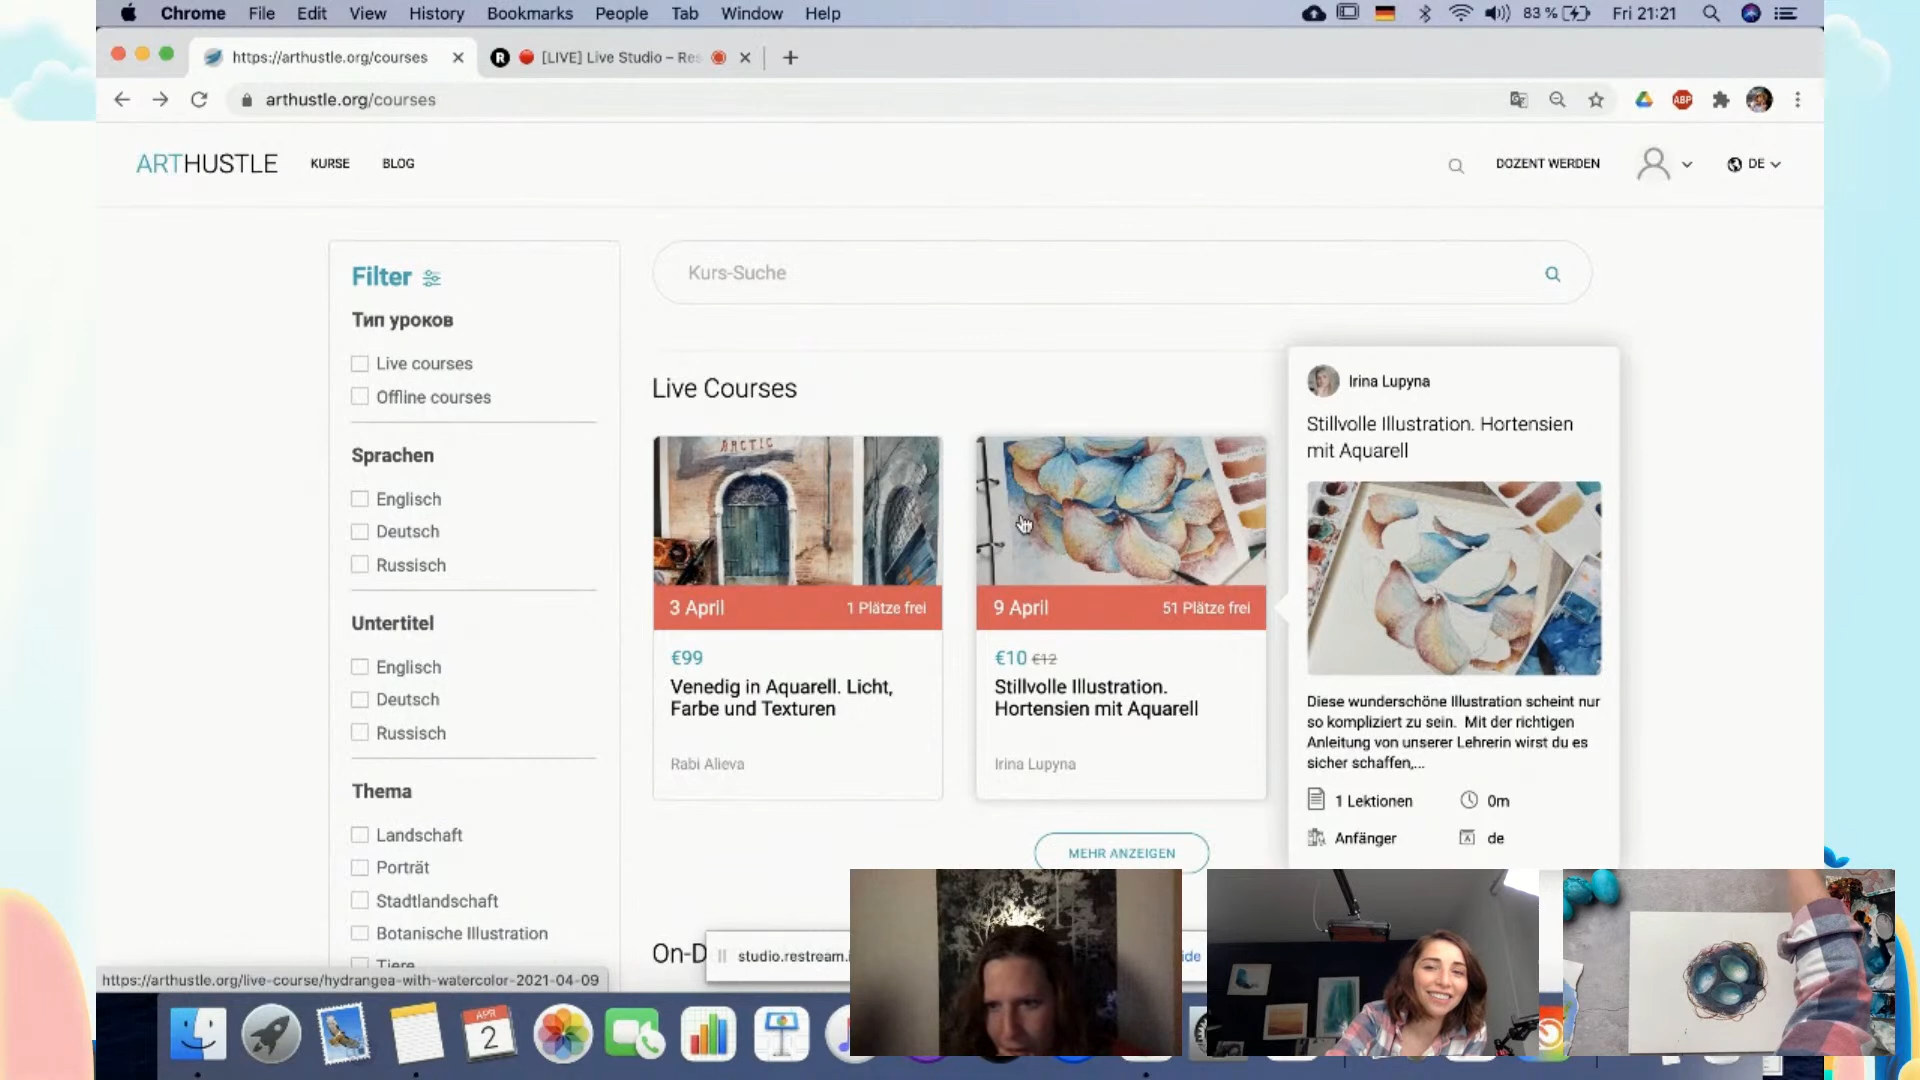 Chrome File Edit View History Bookmarks People Tab Window Help
83 % Fri 21:21
https://arthustle.org/courses
[LIVE] Live Studio – Res
arthustle.org/courses
ABP
ARTHUSTLE
KURSE
BLOG
DOZENT WERDEN
DE
Filter
Тип уроков
Live courses
Offline courses
Sprachen
Englisch
Deutsch
Russisch
Untertitel
Englisch
Deutsch
Russisch
Thema
Landschaft
Porträt
Stadtlandschaft
Botanische Illustration
Tiere
Kurs-Suche
Live Courses
ARCTIC
3 April
1 Plätze frei
€99
Venedig in Aquarell. Licht,
Farbe und Texturen
Rabi Alieva
9 April
51 Plätze frei
€10 €12
Stillvolle Illustration.
Hortensien mit Aquarell
Irina Lupyna
Irina Lupyna
Stillvolle Illustration. Hortensien
mit Aquarell
Diese wunderschöne Illustration scheint nur
so kompliziert zu sein. Mit der richtigen
Anleitung von unserer Lehrerin wirst du es
sicher schaffen,...
1 Lektionen
0m
Anfänger
de
MEHR ANZEIGEN
On-D
studio.restream.i
ide
https://arthustle.org/live-course/hydrangea-with-watercolor-2021-04-09
APR
2